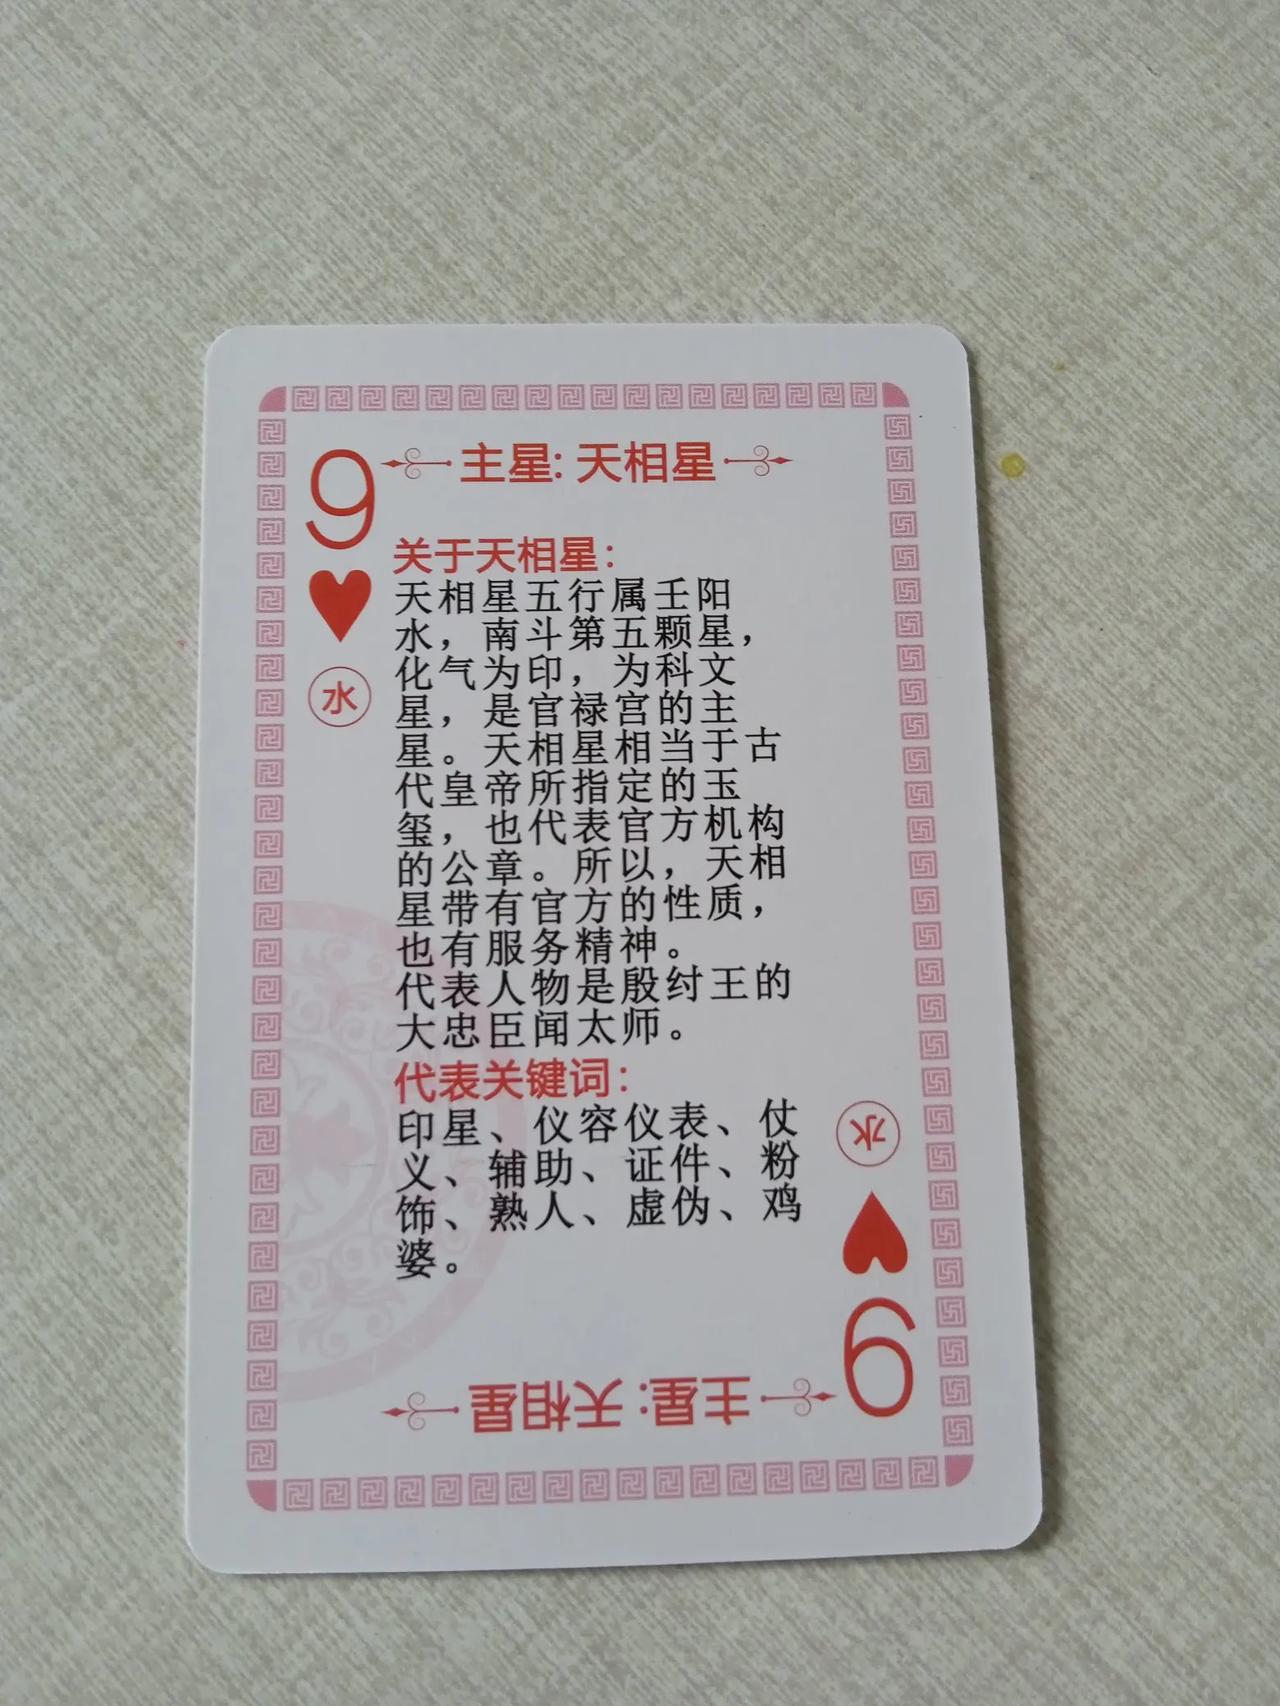 9
主星: 天相星
关于天相星:
天相星五行属壬阳
水，南斗第五颗星，
化气为印，为科文
星，是官禄宫的主
星。天相星相当于古
代皇帝所指定的玉
玺，也代表官方机构
的公章。所以，天相
星带有官方的性质，
也有服务精神。
代表人物是殷纣王的
大忠臣闻太师。
水
代表关键词:
印星、仪容仪表、仗
义、辅助、证件、粉
饰、熟人、虚伪、鸡
婆。
水
9
主星: 天相星